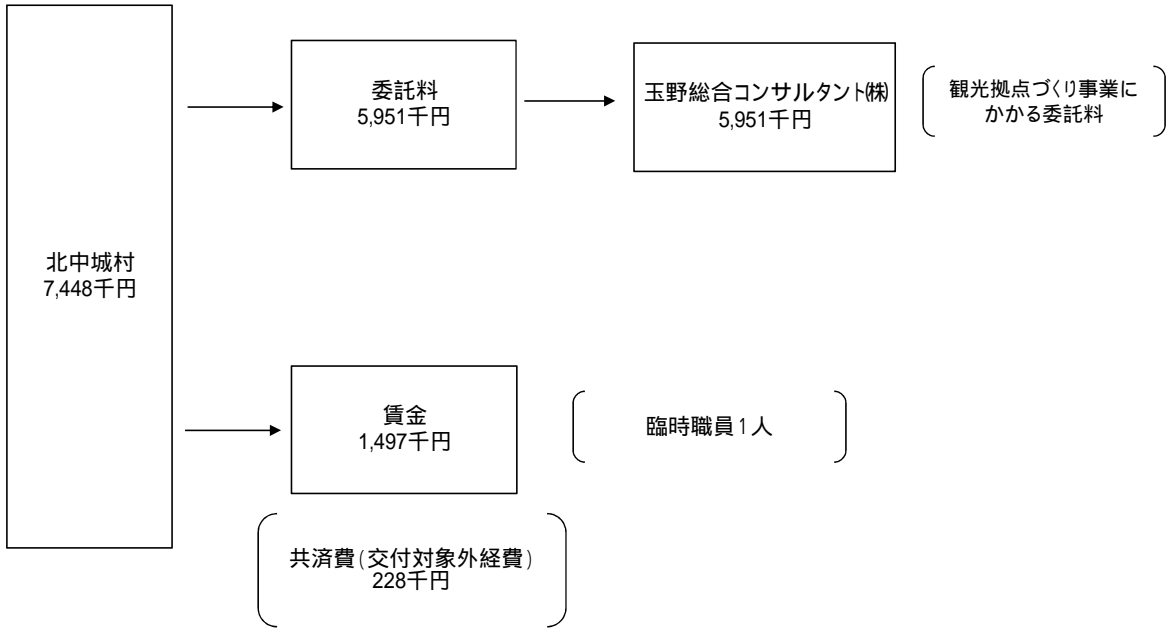 北中城村
7,448千円
委託料
5,951千円
玉野総合コンサルタント㈱
5,951千円
観光拠点づくり事業に
かかる委託料
賃金
1,497千円
臨時職員1人
共済費(交付対象外経費)
228千円